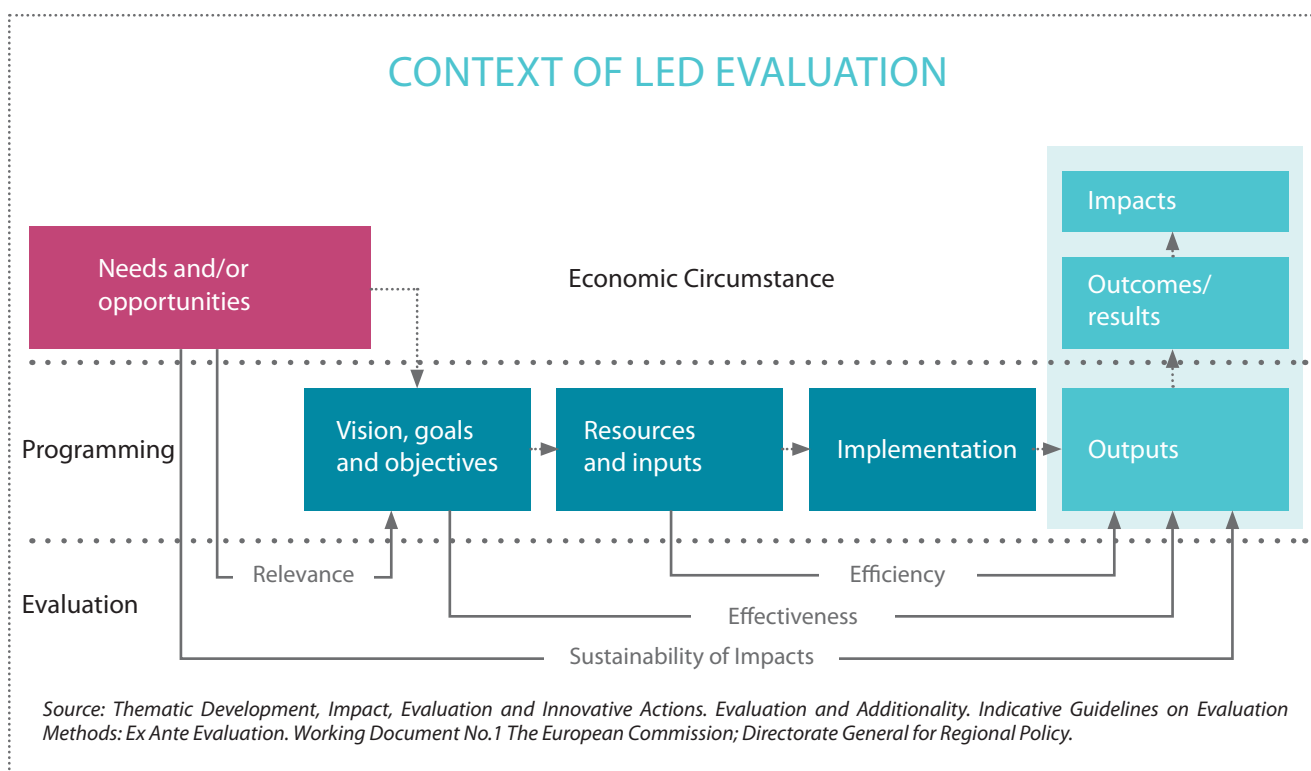 CONTEXT OF LED EVALUATION
Impacts
Needs and/or
opportunities
Economic Circumstance
Outcomes/
results
Programming
Vision, goals
and objectives
Resources
and inputs
Implementation
Outputs
Relevance
Efficiency
Evaluation
Effectiveness
Sustainability of Impacts
Source: Thematic Development, Impact, Evaluation and Innovative Actions. Evaluation and Additionality. Indicative Guidelines on Evaluation
Methods: Ex Ante Evaluation. Working Document No.1 The European Commission; Directorate General for Regional Policy.